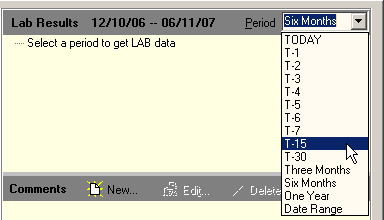 Lab Results 12/10/06 -- 06/11/07 Period Six Months
Select a period to get LAB data
TODAY
T-1
T-2
T-3
T-4
T-5
T-6
T-7
T-15
T-30
Three Months
Six Months
One Year
Date Range
Comments New... Edit... Delete